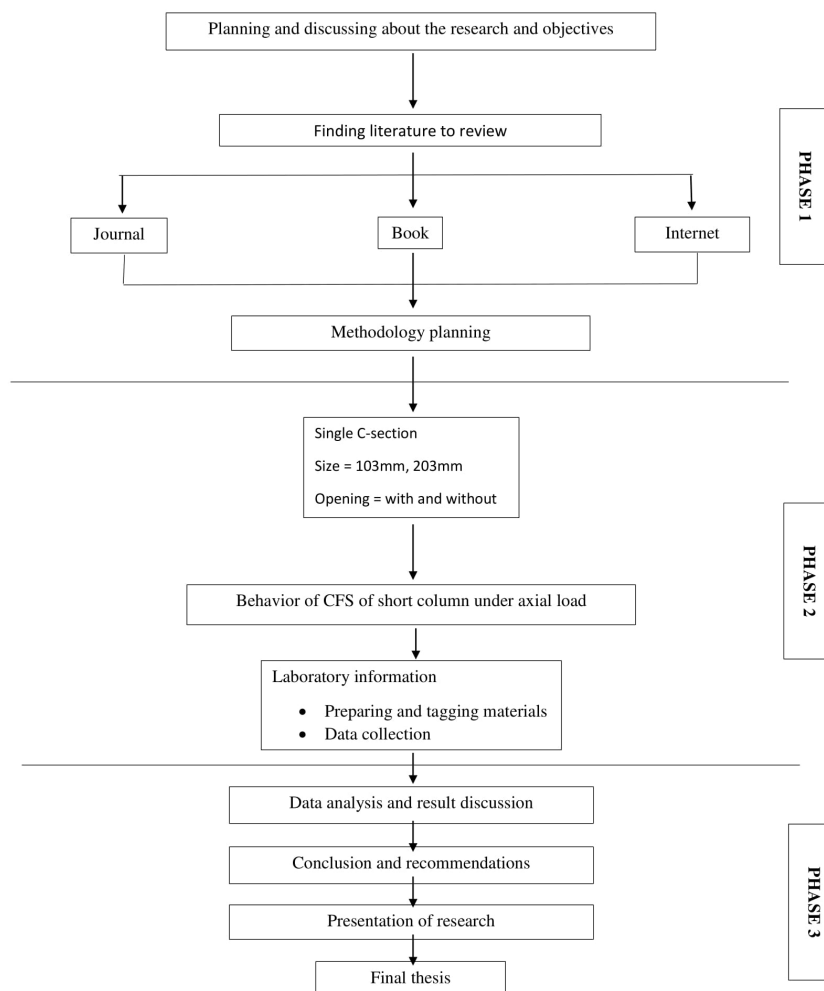 Planning and discussing about the research and objectives
Finding literature to review
PHASE 1
Journal
Book
Internet
Methodology planning
Single C-section
Size = 103mm, 203mm
Opening = with and without
PHASE 2
Behavior of CFS of short column under axial load
Laboratory information
• Preparing and tagging materials
• Data collection
Data analysis and result discussion
Conclusion and recommendations
PHASE 3
Presentation of research
Final thesis